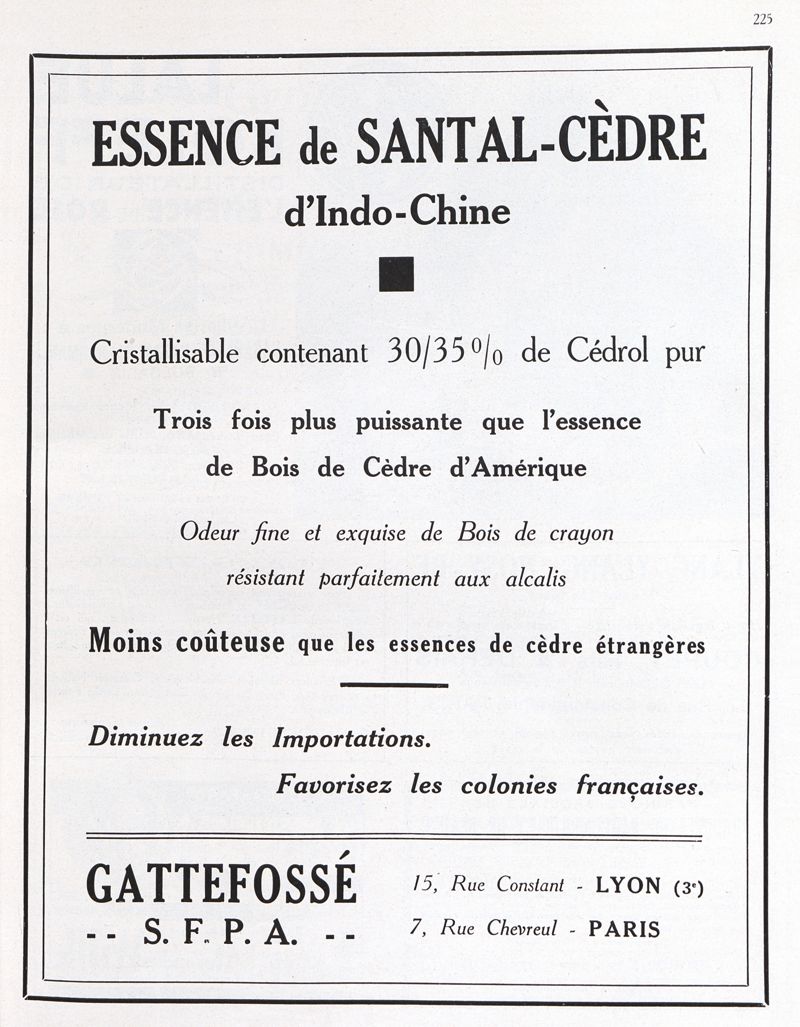 225
ESSENCE de SANTAL-CÈDRE
d'Indo-Chine
Cristallisable contenant 30/35 % de Cédrol pur
Trois fois plus puissante que l'essence
de Bois de Cèdre d'Amérique
Odeur fine et exquise de Bois de crayon
résistant parfaitement aux alcalis
Moins coûteuse que les essences de cèdre étrangères
Diminuez les Importations.
Favorisez les colonies françaises.
GATTEFOSSÉ
-- S. F. P. A. --
15, Rue Constant - LYON (3e)
7, Rue Chevreul - PARIS